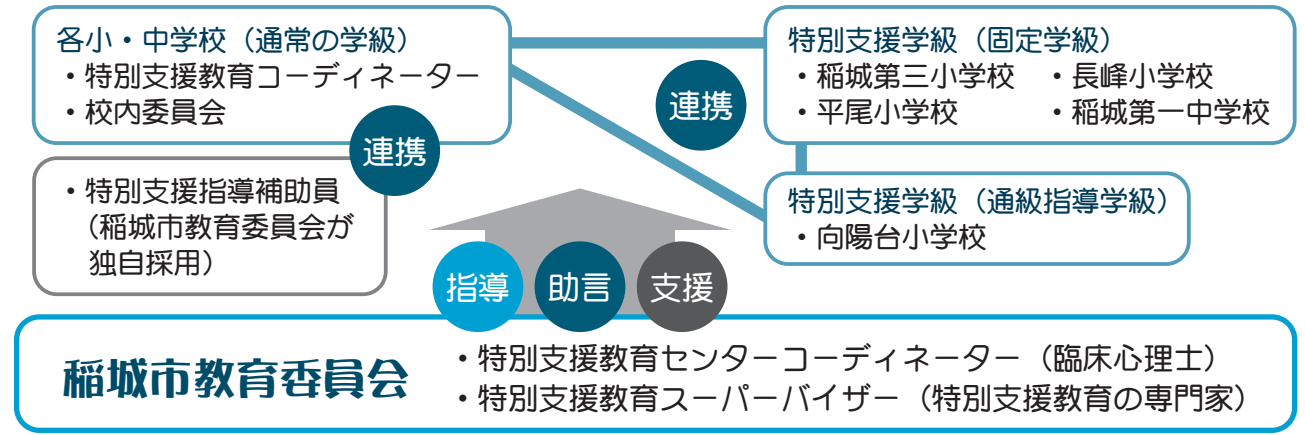 各小・中学校（通常の学級）
・特別支援教育コーディネーター
・校内委員会
連携
・特別支援指導補助員
（稲城市教育委員会が
独自採用）
連携
特別支援学級（固定学級）
・稲城第三小学校 ・長峰小学校
・平尾小学校 ・稲城第一中学校
特別支援学級（通級指導学級）
・向陽台小学校
指導 助言 支援
稲城市教育委員会
・特別支援教育センターコーディネーター（臨床心理士）
・特別支援教育スーパーバイザー（特別支援教育の専門家）